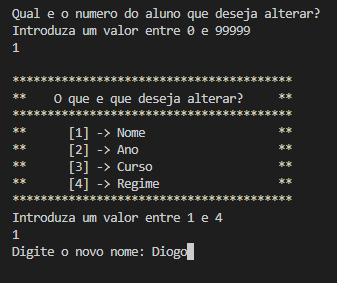 Qual e o numero do aluno que deseja alterar?
Introduza um valor entre 0 e 99999
1
****************************************
**    O que e que deseja alterar?     **
****************************************
**      [1] -> Nome                   **
**      [2] -> Ano                    **
**      [3] -> Curso                  **
**      [4] -> Regime                 **
****************************************
Introduza um valor entre 1 e 4
1
Digite o novo nome: Diogo